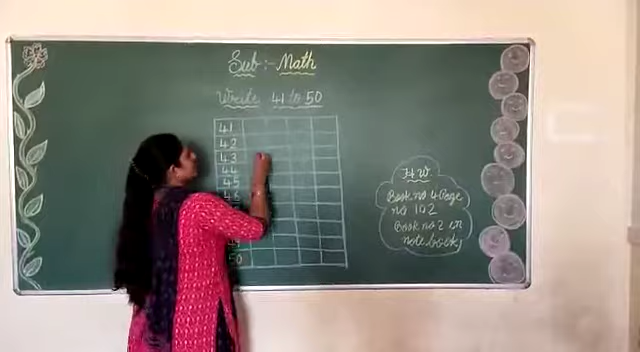 Sub :- Math
Write 41 to 50
41
42
43
44
45
50
H.W.
Book no 4 Page
no 102
Book no 2 in
notebook